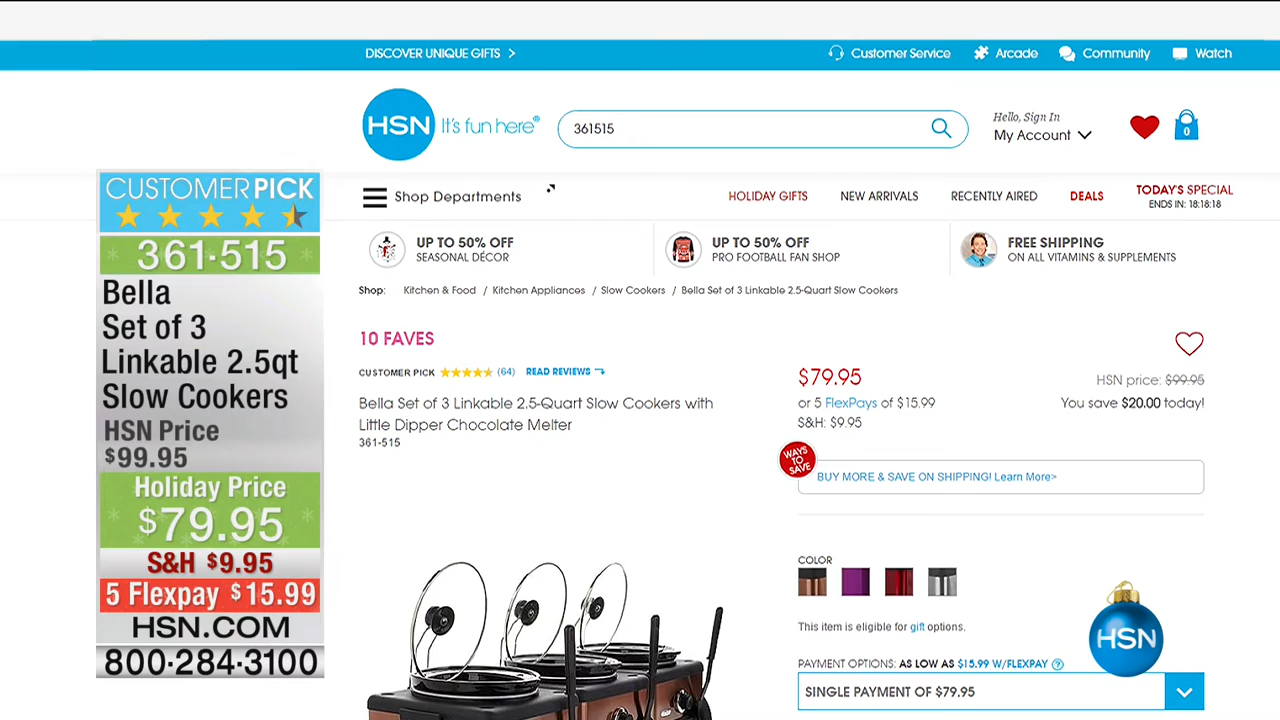 DISCOVER UNIQUE GIFTS >
Customer Service
Arcade
Community
Watch
HSN It's fun here®
361515
Hello, Sign In
My Account
0
CUSTOMER PICK
361-515
Bella
Set of 3
Linkable 2.5qt
Slow Cookers
HSN Price
$99.95
Holiday Price
$79.95
S&H $9.95
5 Flexpay $15.99
HSN.COM
800-284-3100
Shop Departments
HOLIDAY GIFTS
NEW ARRIVALS
RECENTLY AIRED
DEALS
TODAY'S SPECIAL
ENDS IN: 18:18:18
UP TO 50% OFF
SEASONAL DÉCOR
UP TO 50% OFF
PRO FOOTBALL FAN SHOP
FREE SHIPPING
ON ALL VITAMINS & SUPPLEMENTS
Shop: Kitchen & Food / Kitchen Appliances / Slow Cookers / Bella Set of 3 Linkable 2.5-Quart Slow Cookers
10 FAVES
CUSTOMER PICK (64) READ REVIEWS
Bella Set of 3 Linkable 2.5-Quart Slow Cookers with
Little Dipper Chocolate Melter
361-515
$79.95
HSN price: $99.95
or 5 FlexPays of $15.99
You save $20.00 today!
S&H: $9.95
WAYS
TO
SAVE
BUY MORE & SAVE ON SHIPPING! Learn More>
COLOR
This item is eligible for gift options.
HSN
PAYMENT OPTIONS: AS LOW AS $15.99 W/FLEXPAY ?
SINGLE PAYMENT OF $79.95